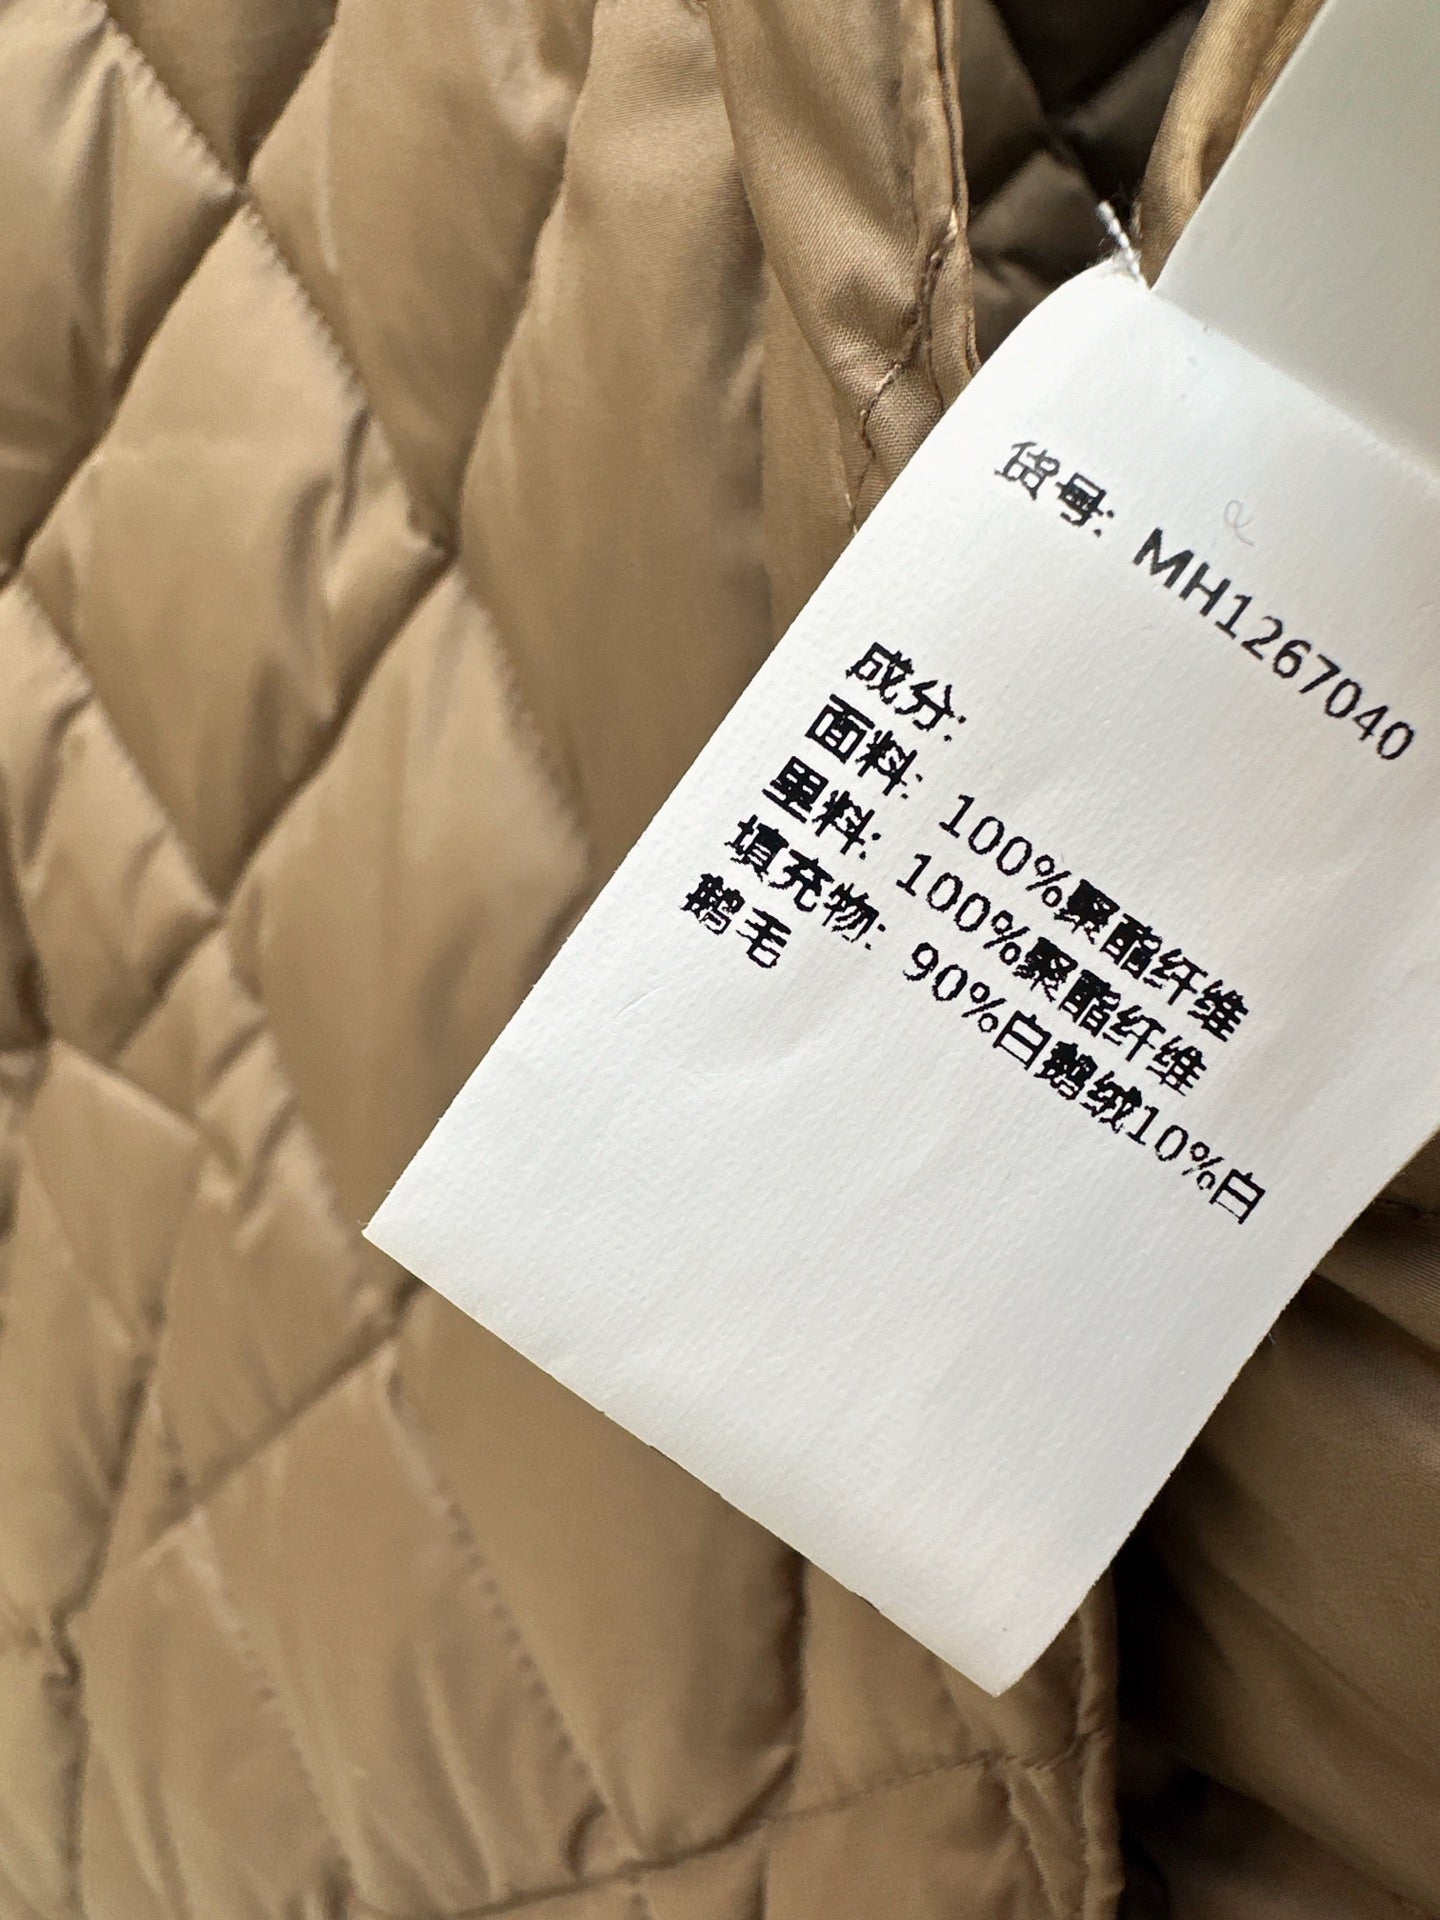 货号: MH1267040
成分:
面料: 100%聚酯纤维
里料: 100%聚酯纤维
填充物: 90%白鹅绒10%白
鹅毛